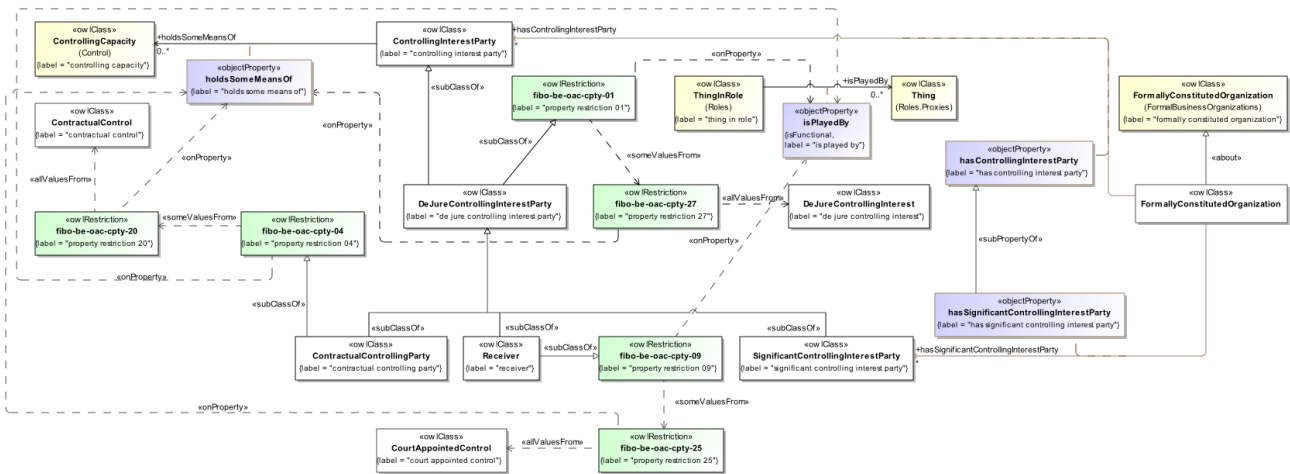 «owlClass»
ControllingCapacity
(Control)
{label = "controlling capacity"}
+holdsSomeMeansOf
0..*
«owlClass»
ControllingInterestParty
{label = "controlling interest party"}
+hasControllingInterestParty
*
«objectProperty»
holdsSomeMeansOf
{label = "holds some means of"}
«subClassOf»
«owlRestriction»
fibo-be-oac-cpty-01
{label = "property restriction 01"}
«onProperty»
«owlClass»
ThingInRole
(Roles)
{label = "thing in role"}
+isPlayedBy
0..*
«owlClass»
Thing
(Roles.Proxies)
«owlClass»
FormallyConstitutedOrganization
(FormalBusinessOrganizations)
{label = "formally constituted organization"}
«owlClass»
ContractualControl
{label = "contractual control"}
«onProperty»
«objectProperty»
isPlayedBy
{isFunctional,
label = "is played by"}
«subClassOf»
«someValuesFrom»
«onProperty»
«objectProperty»
hasControllingInterestParty
{label = "has controlling interest party"}
«about»
«allValuesFrom»
«owlClass»
DeJureControllingInterestParty
{label = "de jure controlling interest party"}
«owlRestriction»
fibo-be-oac-cpty-27
{label = "property restriction 27"}
«allValuesFrom»
«owlClass»
DeJureControllingInterest
{label = "de jure controlling interest"}
«owlClass»
FormallyConstitutedOrganization
«owlRestriction»
fibo-be-oac-cpty-20
{label = "property restriction 20"}
«someValuesFrom»
«owlRestriction»
fibo-be-oac-cpty-04
{label = "property restriction 04"}
«onProperty»
«subPropertyOf»
«onProperty»
«subClassOf»
«objectProperty»
hasSignificantControllingInterestParty
{label = "has significant controlling interest party"}
«subClassOf»
«subClassOf»
«subClassOf»
«owlClass»
ContractualControllingParty
{label = "contractual controlling party"}
«owlClass»
Receiver
{label = "receiver"}
«subClassOf»
«owlRestriction»
fibo-be-oac-cpty-09
{label = "property restriction 09"}
«owlClass»
SignificantControllingInterestParty
{label = "significant controlling interest party"}
+hasSignificantControllingInterestParty
*
«onProperty»
«someValuesFrom»
«owlClass»
CourtAppointedControl
{label = "court appointed control"}
«allValuesFrom»
«owlRestriction»
fibo-be-oac-cpty-25
{label = "property restriction 25"}